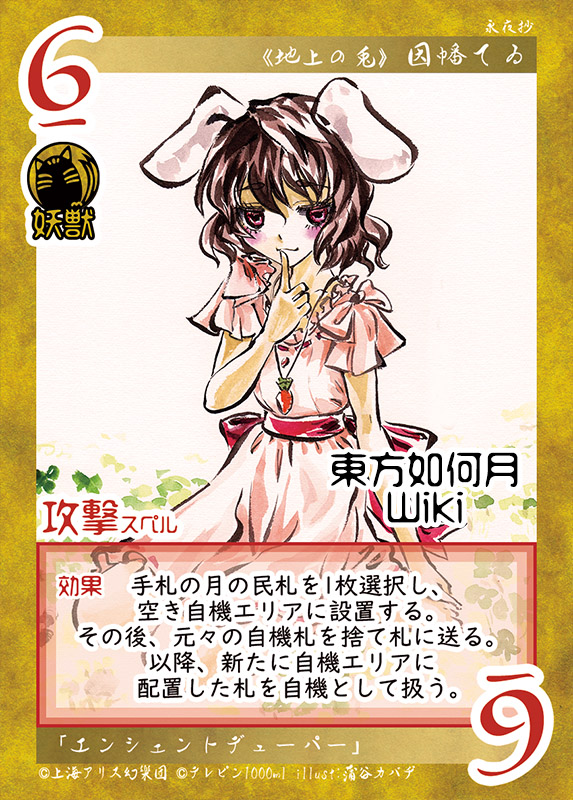 永夜抄
6
《地上の兎》 因幡てゐ
妖獣
東方如何月
Wiki
攻撃スペル
効果 手札の月の民札を1枚選択し、
空き自機エリアに設置する。
その後、元々の自機札を捨て札に送る。
以降、新たに自機エリアに
配置した札を自機として扱う。
6
「エンシェントデューパー」
©上海アリス幻樂団 ©テレビン1000ml illust:蒲谷カバヂ